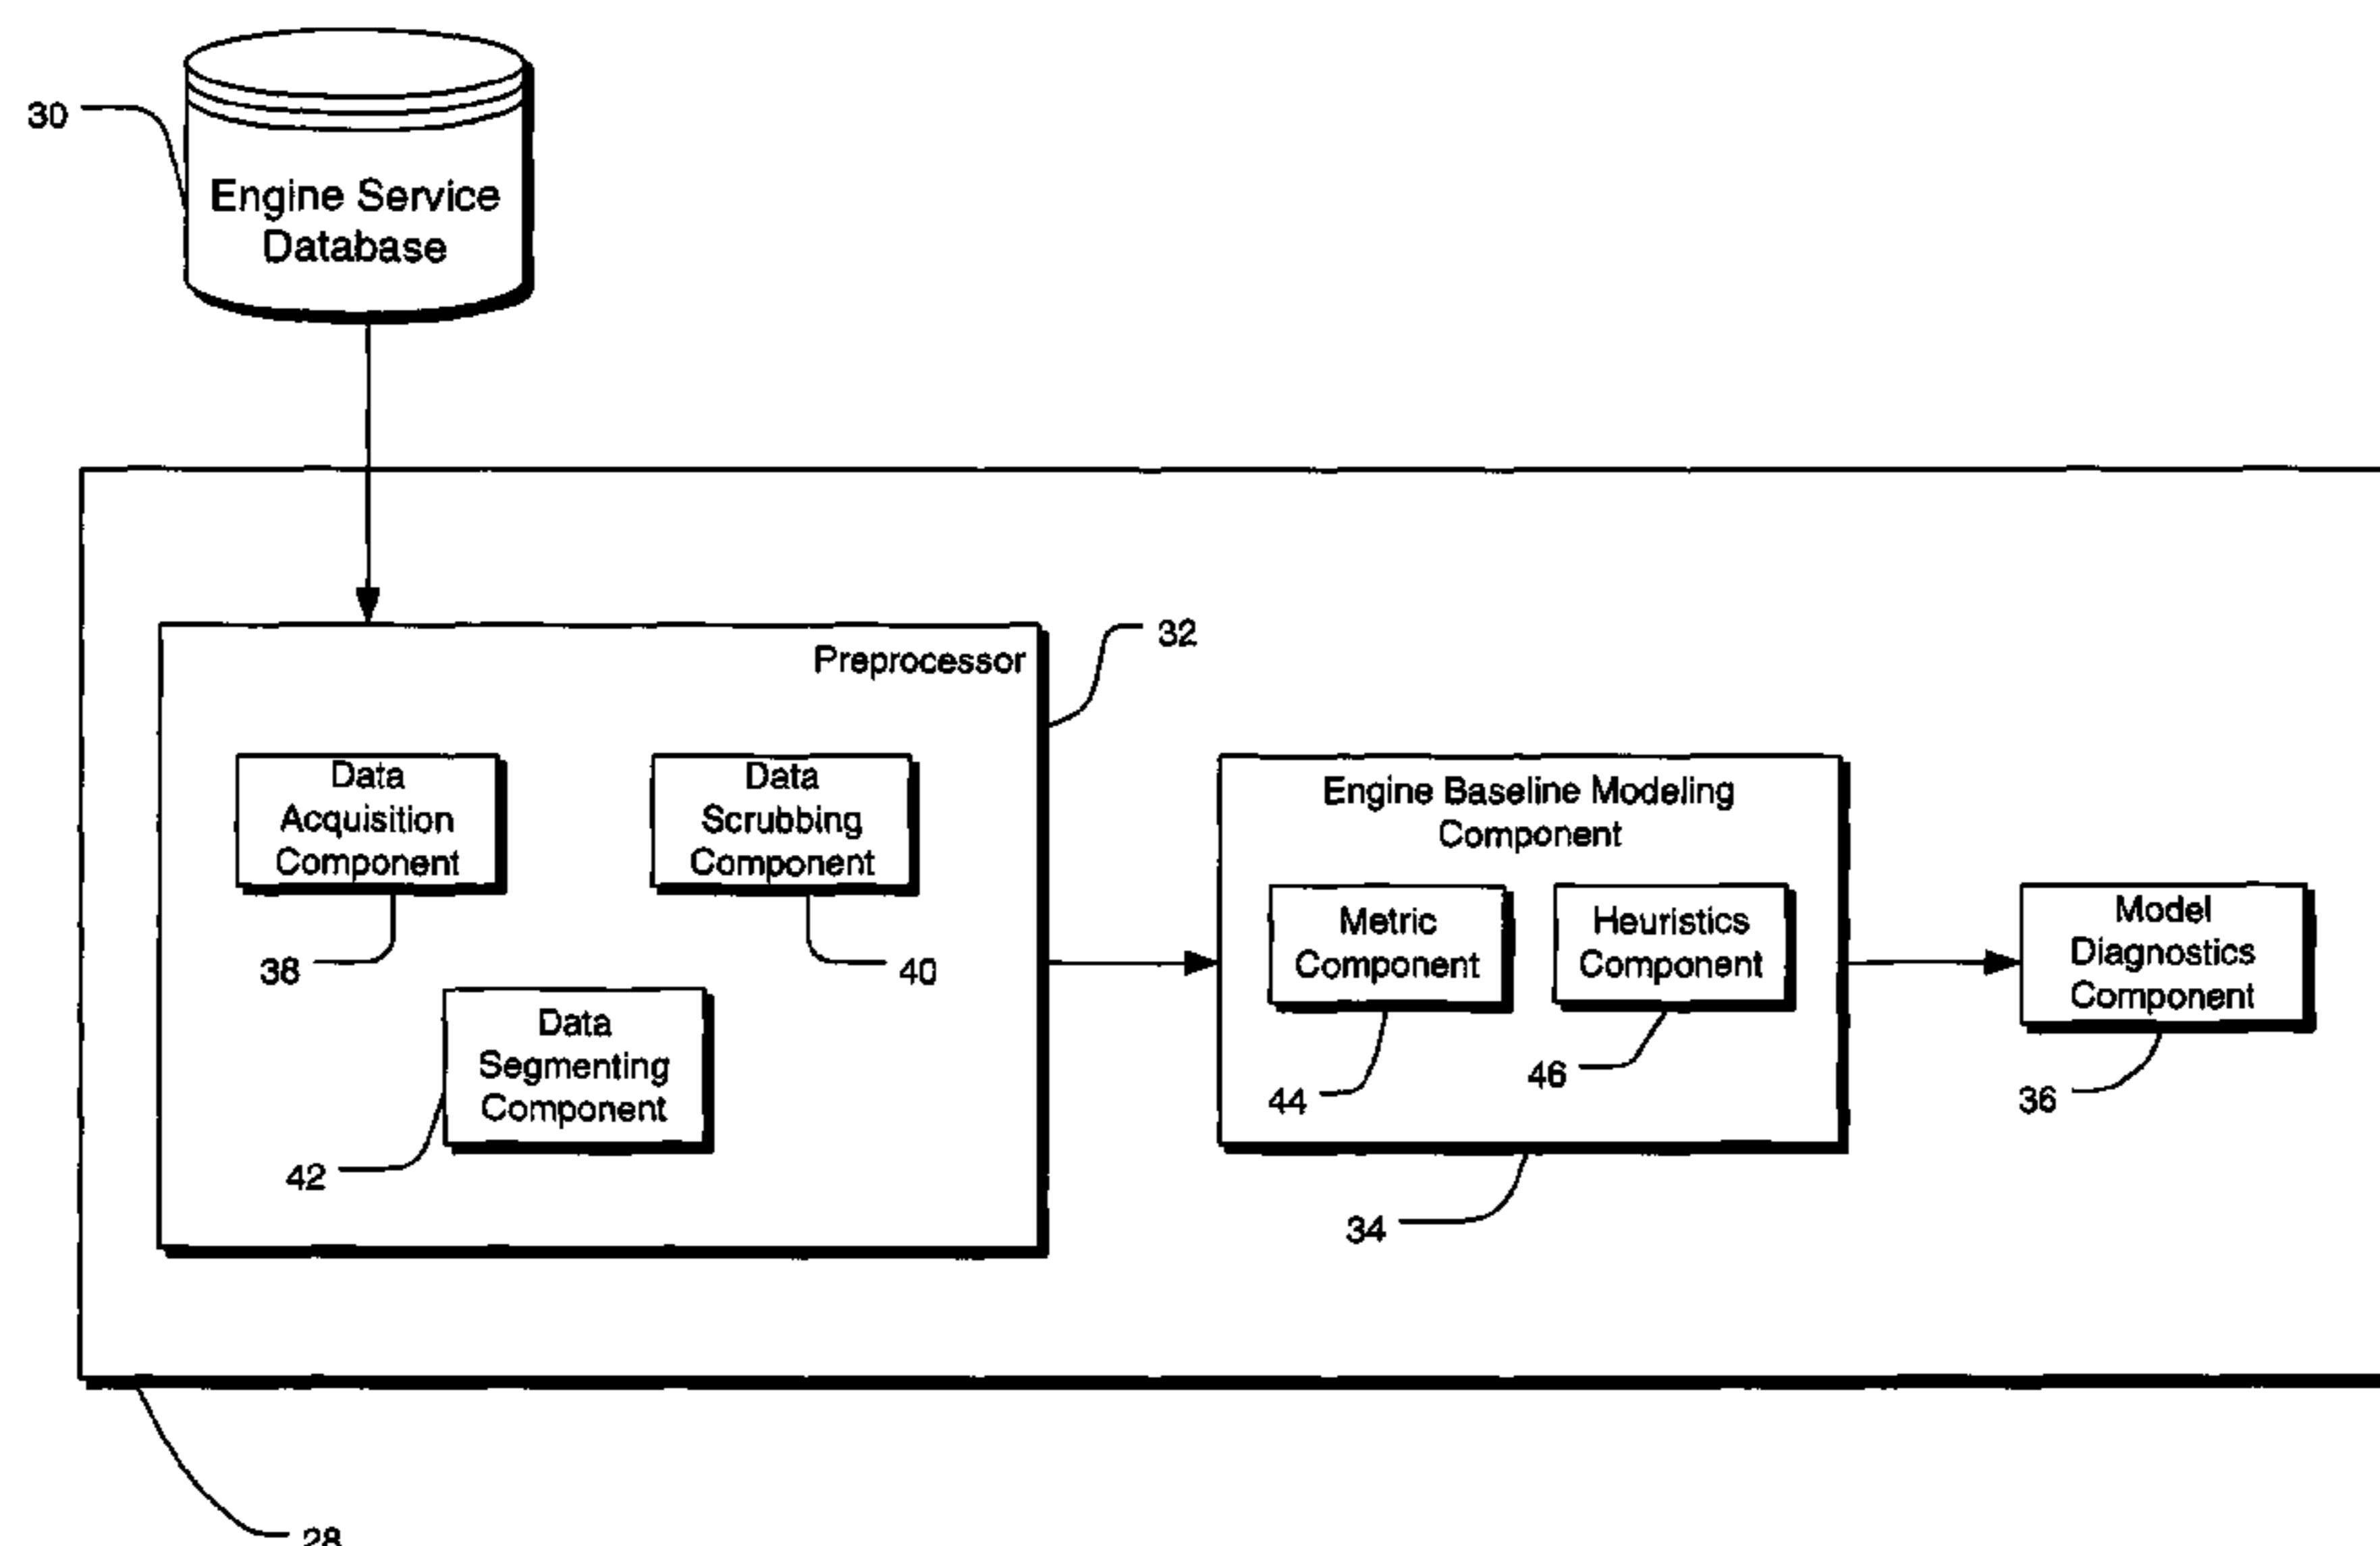 30
Engine Service
Database
32
Preprocessor
Data
Acquisition
Component
38
Data
Scrubbing
Component
40
Data
Segmenting
Component
42
Engine Baseline Modeling
Component
Metric
Component
44
Heuristics
Component
46
34
Model
Diagnostics
Component
36
28